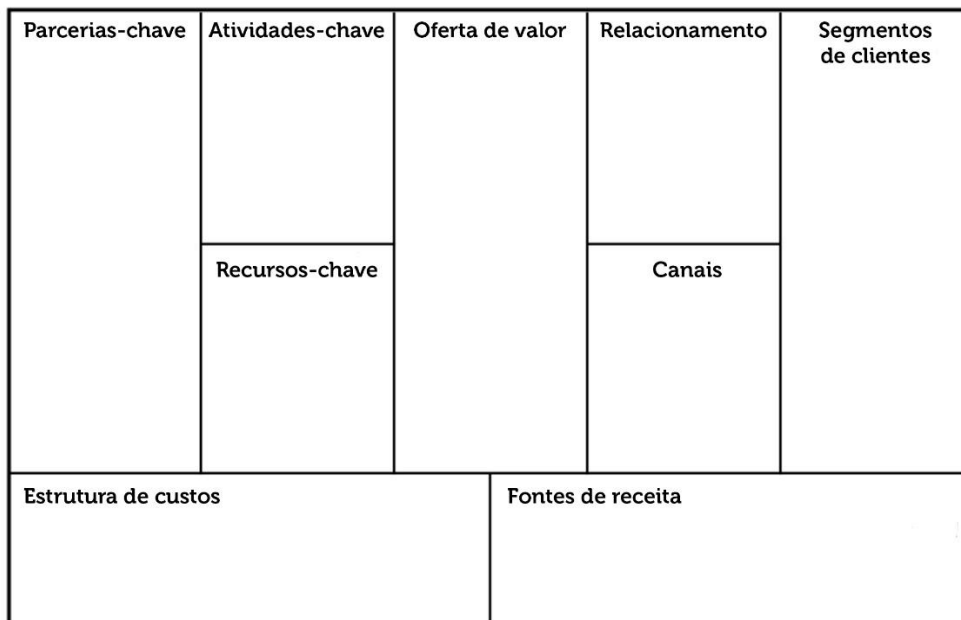 Parcerias-chave
Atividades-chave
Oferta de valor
Relacionamento
Segmentos
de clientes
Recursos-chave
Canais
Estrutura de custos
Fontes de receita